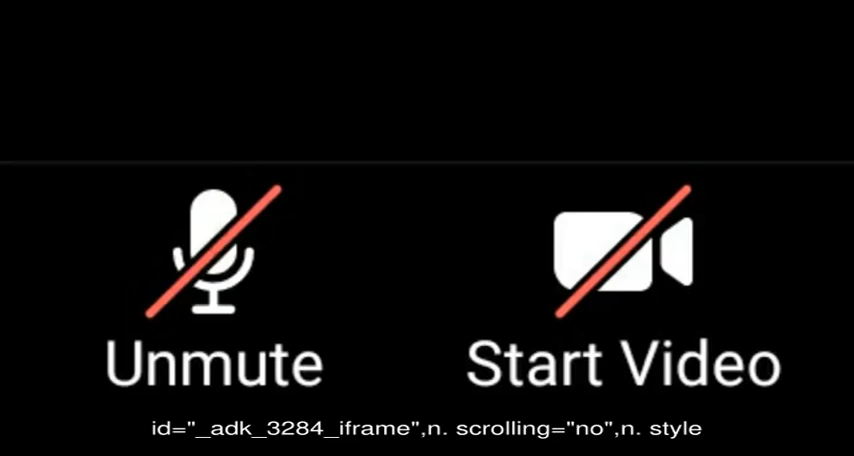 Unmute Start Video
id="_adk_3284_iframe",n. scrolling="no",n. style